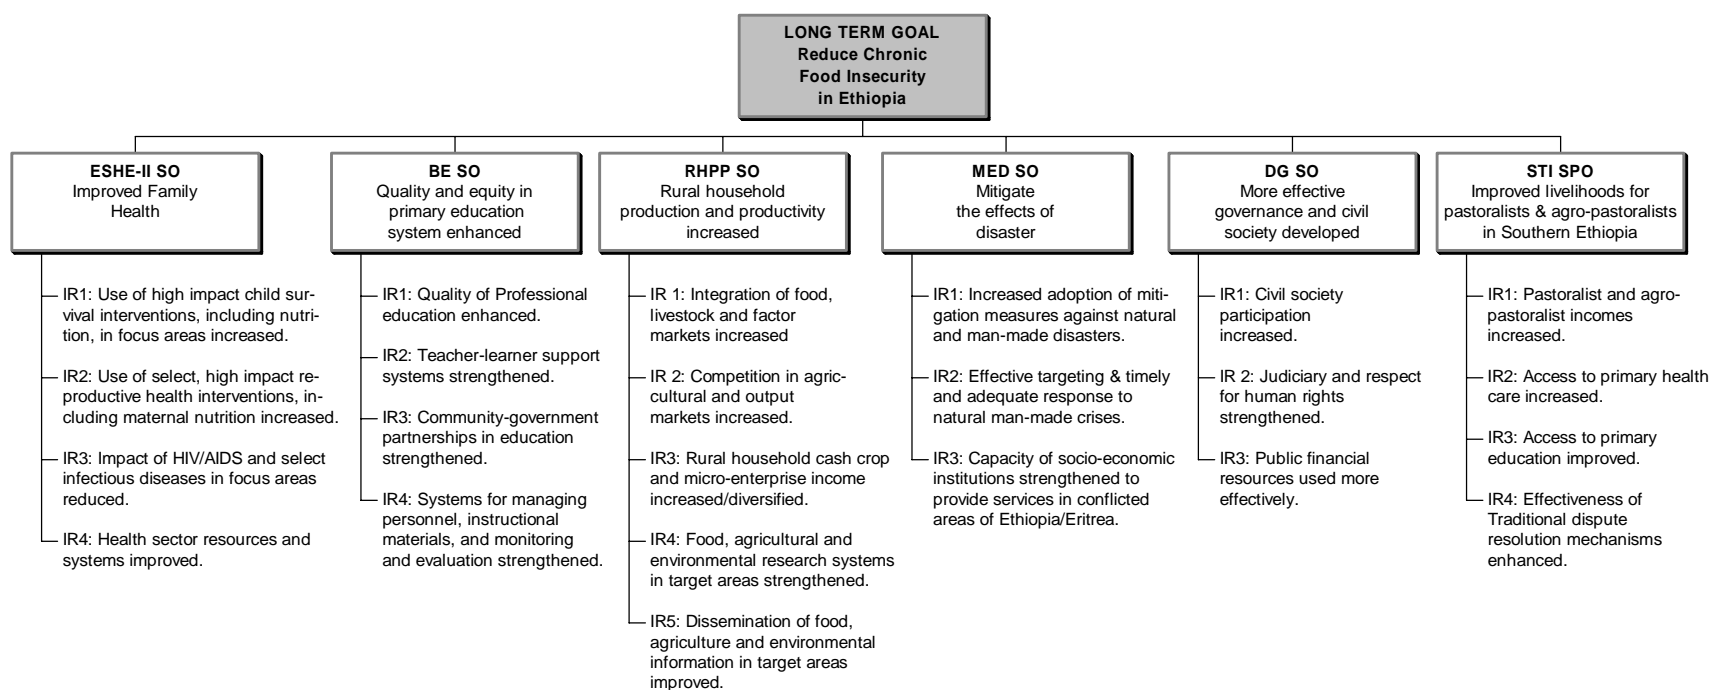 LONG TERM GOAL
Reduce Chronic
Food Insecurity
in Ethiopia
ESHE-II SO
Improved Family
Health
IR1: Use of high impact child sur-
vival interventions, including nutri-
tion, in focus areas increased.
IR2: Use of select, high impact re-
productive health interventions, in-
cluding maternal nutrition increased.
IR3: Impact of HIV/AIDS and select
infectious diseases in focus areas
reduced.
IR4: Health sector resources and
systems improved.
BE SO
Quality and equity in
primary education
system enhanced
IR1: Quality of Professional
education enhanced.
IR2: Teacher-learner support
systems strengthened.
IR3: Community-government
partnerships in education
strengthened.
IR4: Systems for managing
personnel, instructional
materials, and monitoring
and evaluation strengthened.
RHPP SO
Rural household
production and productivity
increased
IR 1: Integration of food,
livestock and factor
markets increased
IR 2: Competition in agric-
cultural and output
markets increased.
IR3: Rural household cash crop
and micro-enterprise income
increased/diversified.
IR4: Food, agricultural and
environmental research systems
in target areas strengthened.
IR5: Dissemination of food,
agriculture and environmental
information in target areas
improved.
MED SO
Mitigate
the effects of
disaster
IR1: Increased adoption of miti-
gation measures against natural
and man-made disasters.
IR2: Effective targeting & timely
and adequate response to
natural man-made crises.
IR3: Capacity of socio-economic
institutions strengthened to
provide services in conflicted
areas of Ethiopia/Eritrea.
DG SO
More effective
governance and civil
society developed
IR1: Civil society
participation
increased.
IR 2: Judiciary and respect
for human rights
strengthened.
IR3: Public financial
resources used more
effectively.
STI SPO
Improved livelihoods for
pastoralists & agro-pastoralists
in Southern Ethiopia
IR1: Pastoralist and agro-
pastoralist incomes
increased.
IR2: Access to primary health
care increased.
IR3: Access to primary
education improved.
IR4: Effectiveness of
Traditional dispute
resolution mechanisms
enhanced.